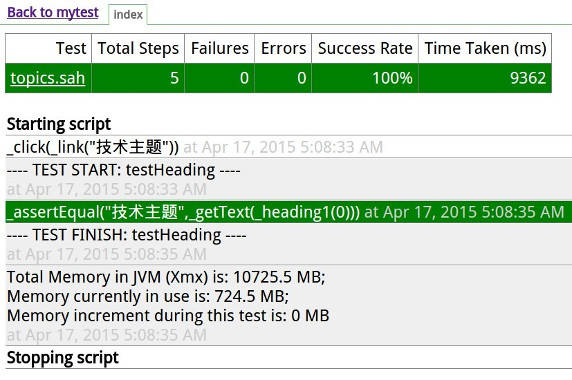 Back to mytest index
Test Total Steps Failures Errors Success Rate Time Taken (ms)
topics.sah 5 0 0 100% 9362
Starting script
_click(_link("技术主题")) at Apr 17, 2015 5:08:33 AM
---- TEST START: testHeading ----
at Apr 17, 2015 5:08:33 AM
_assertEqual("技术主题",_getText(_heading1(0))) at Apr 17, 2015 5:08:35 AM
---- TEST FINISH: testHeading ----
at Apr 17, 2015 5:08:35 AM
Total Memory in JVM (Xmx) is: 10725.5 MB;
Memory currently in use is: 724.5 MB;
Memory increment during this test is: 0 MB
at Apr 17, 2015 5:08:35 AM
Stopping script